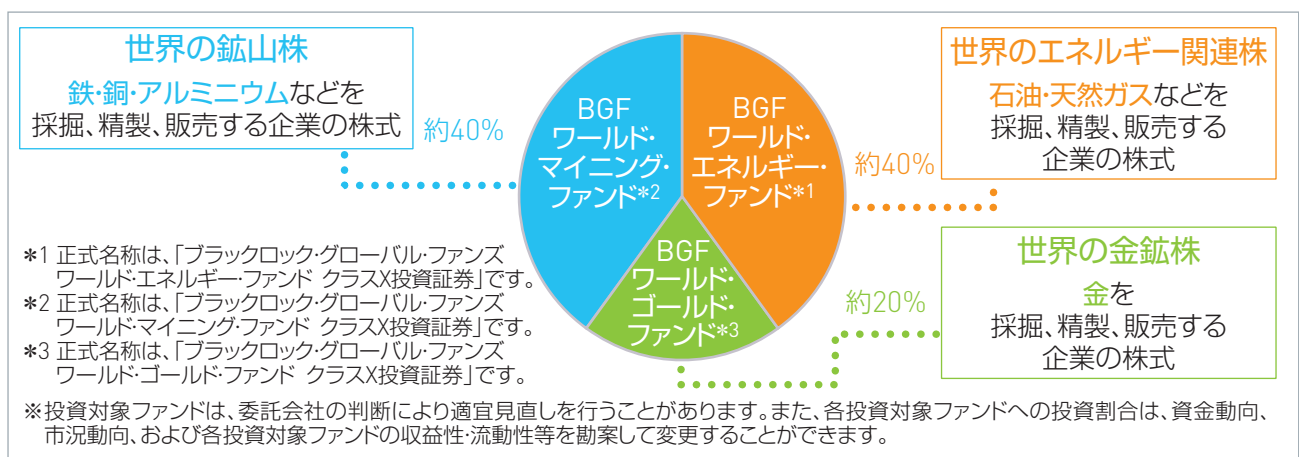 世界の鉱山株
鉄・銅・アルミニウムなどを
採掘、精製、販売する企業の株式
約40%
BGF
ワールド・
マイニング・
ファンド*2
BGF
ワールド・
エネルギー・
ファンド*1
世界のエネルギー関連株
石油・天然ガスなどを
採掘、精製、販売する
企業の株式
約40%
BGF
ワールド・
ゴールド・
ファンド*3
世界の金鉱株
金を
採掘、精製、販売する
企業の株式
約20%
*1 正式名称は、「ブラックロック・グローバル・ファンズ
ワールド・エネルギー・ファンド クラスX投資証券」です。
*2 正式名称は、「ブラックロック・グローバル・ファンズ
ワールド・マイニング・ファンド クラスX投資証券」です。
*3 正式名称は、「ブラックロック・グローバル・ファンズ
ワールド・ゴールド・ファンド クラスX投資証券」です。
※投資対象ファンドは、委託会社の判断により適宜見直しを行うことがあります。また、各投資対象ファンドへの投資割合は、資金動向、
市況動向、および各投資対象ファンドの収益性・流動性等を勘案して変更することができます。